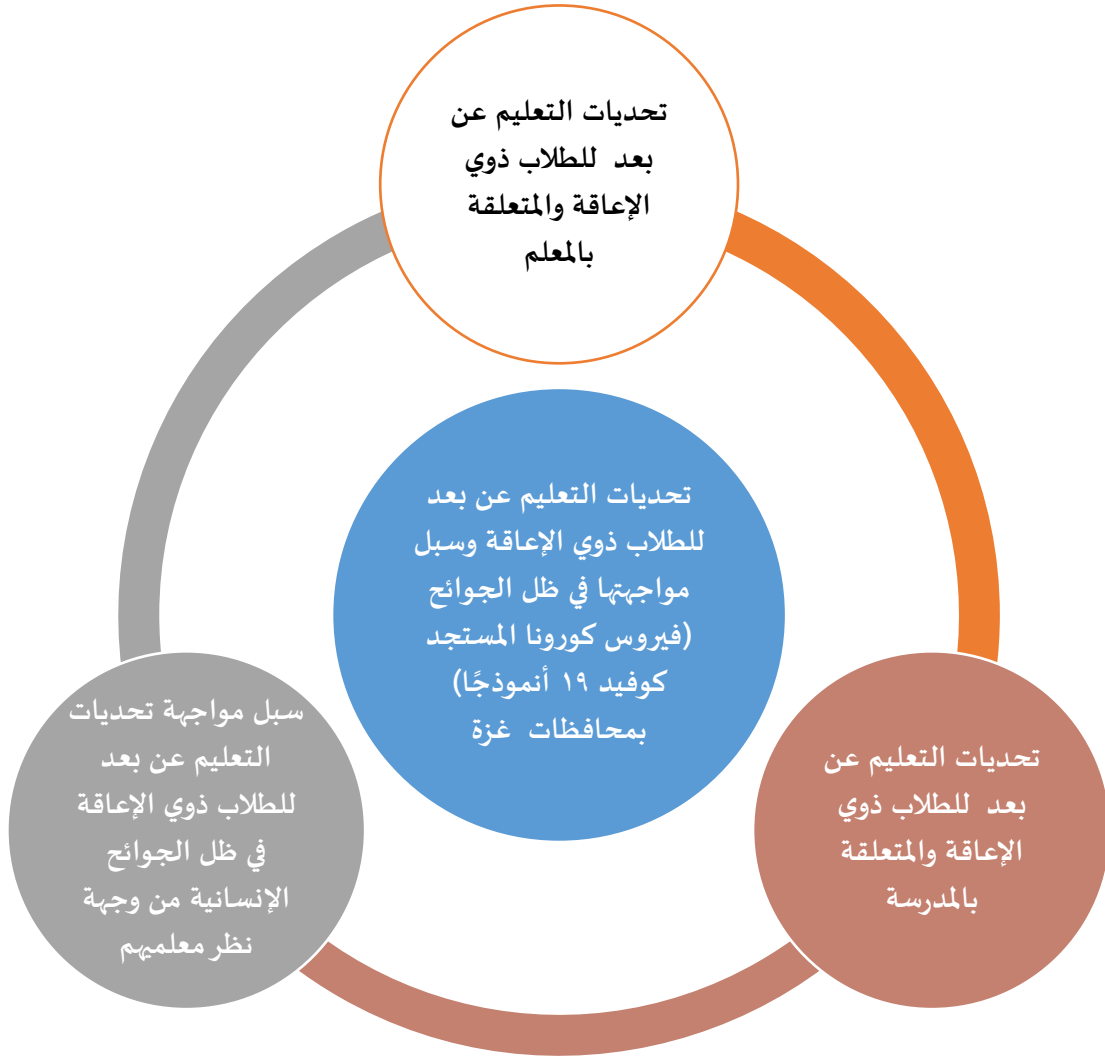 تحديات التعليم عن
بعد للطلاب ذوي
الإعاقة والمتعلقة
بالمعلم
تحديات التعليم عن بعد
للطلاب ذوي الإعاقة وسبل
مواجهتها في ظل الجوائح
(فيروس كورونا المستجد
كوفيد ١٩ أنموذجًا)
بمحافظات غزة
تحديات التعليم عن
بعد للطلاب ذوي
الإعاقة والمتعلقة
بالمدرسة
سبل مواجهة تحديات
التعليم عن بعد
للطلاب ذوي الإعاقة
في ظل الجوائح
الإنسانية من وجهة
نظر معلميهم